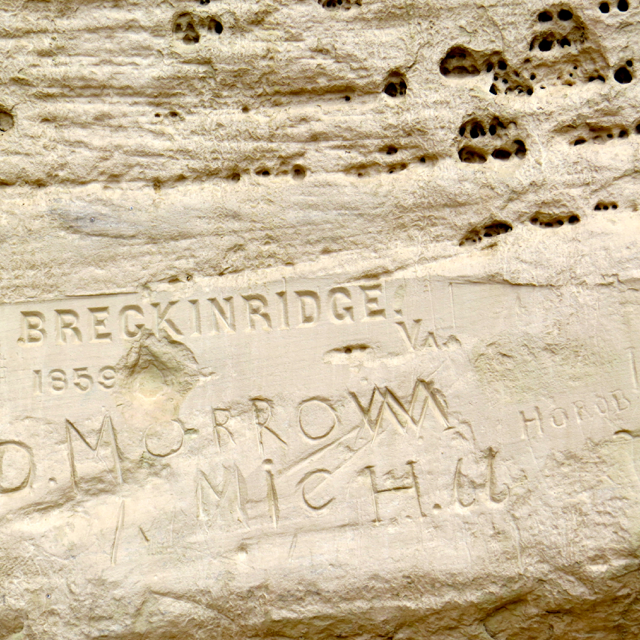 BRECKINRIDGE
Va.
1859
D. MORROW
MICH.